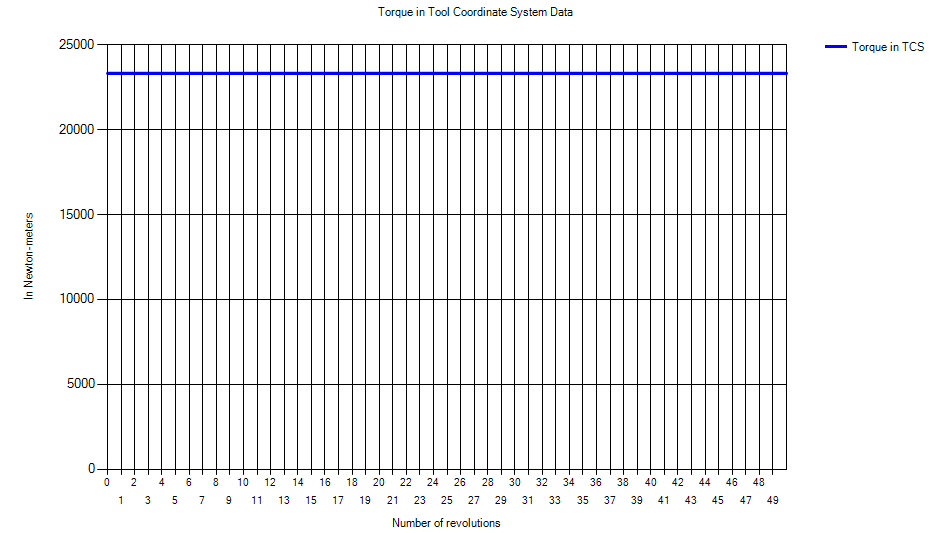 Torque in Tool Coordinate System Data
25000
Torque in TCS
20000
15000
In Newton-meters
10000
5000
0
0 2 4 6 8 10 12 14 16 18 20 22 24 26 28 30 32 34 36 38 40 42 44 46 48
1 3 5 7 9 11 13 15 17 19 21 23 25 27 29 31 33 35 37 39 41 43 45 47 49
Number of revolutions